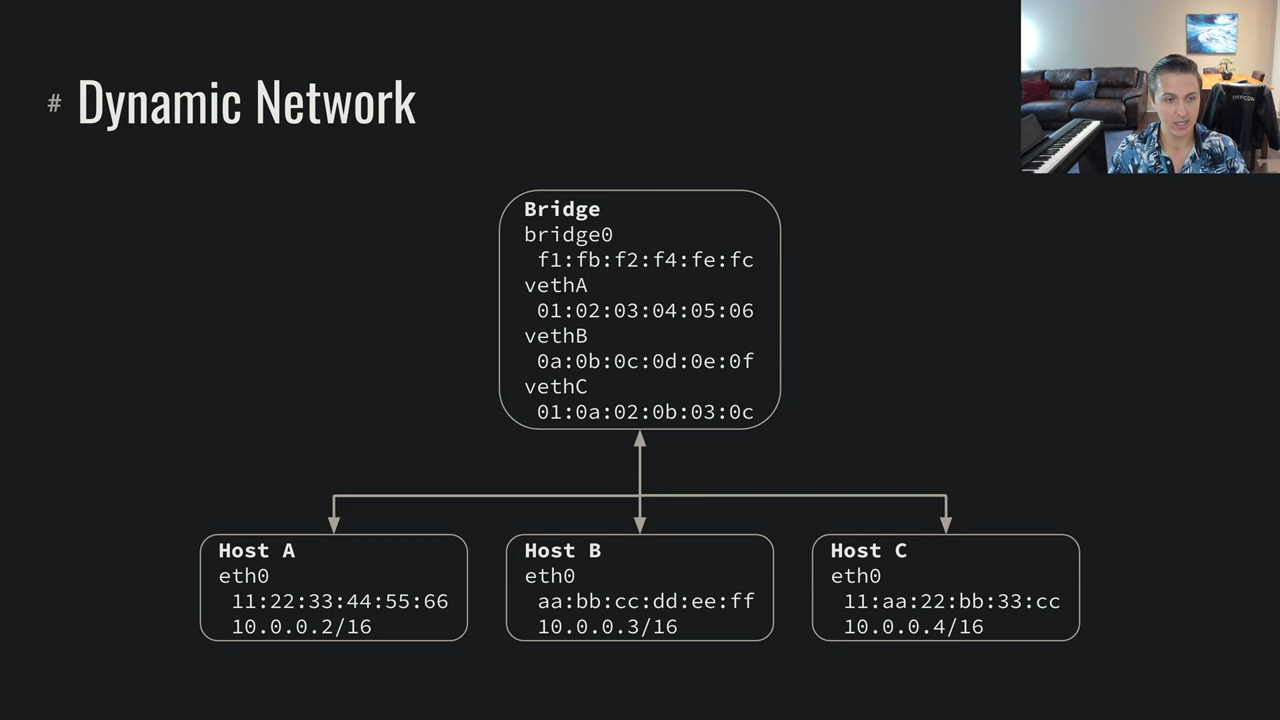 # Dynamic Network
DEFCON
Bridge
bridge0
f1:fb:f2:f4:fe:fc
vethA
01:02:03:04:05:06
vethB
0a:0b:0c:0d:0e:0f
vethC
01:0a:02:0b:03:0c
Host A
eth0
11:22:33:44:55:66
10.0.0.2/16
Host B
eth0
aa:bb:cc:dd:ee:ff
10.0.0.3/16
Host C
eth0
11:aa:22:bb:33:cc
10.0.0.4/16